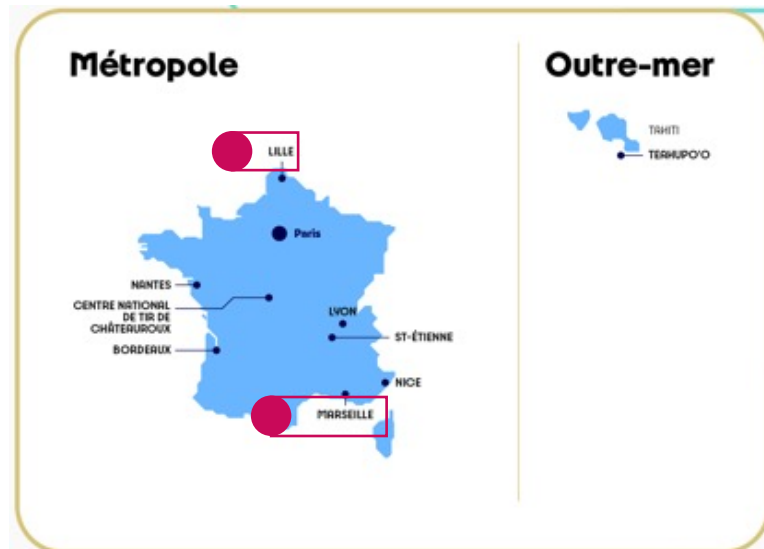 Métropole
Outre-mer
TAHITI
TEAHUPO'O
LILLE
Paris
NANTES
CENTRE NATIONAL
DE TIR DE
CHÂTEAUROUX
LYON
ST-ÉTIENNE
BORDEAUX
NICE
MARSEILLE